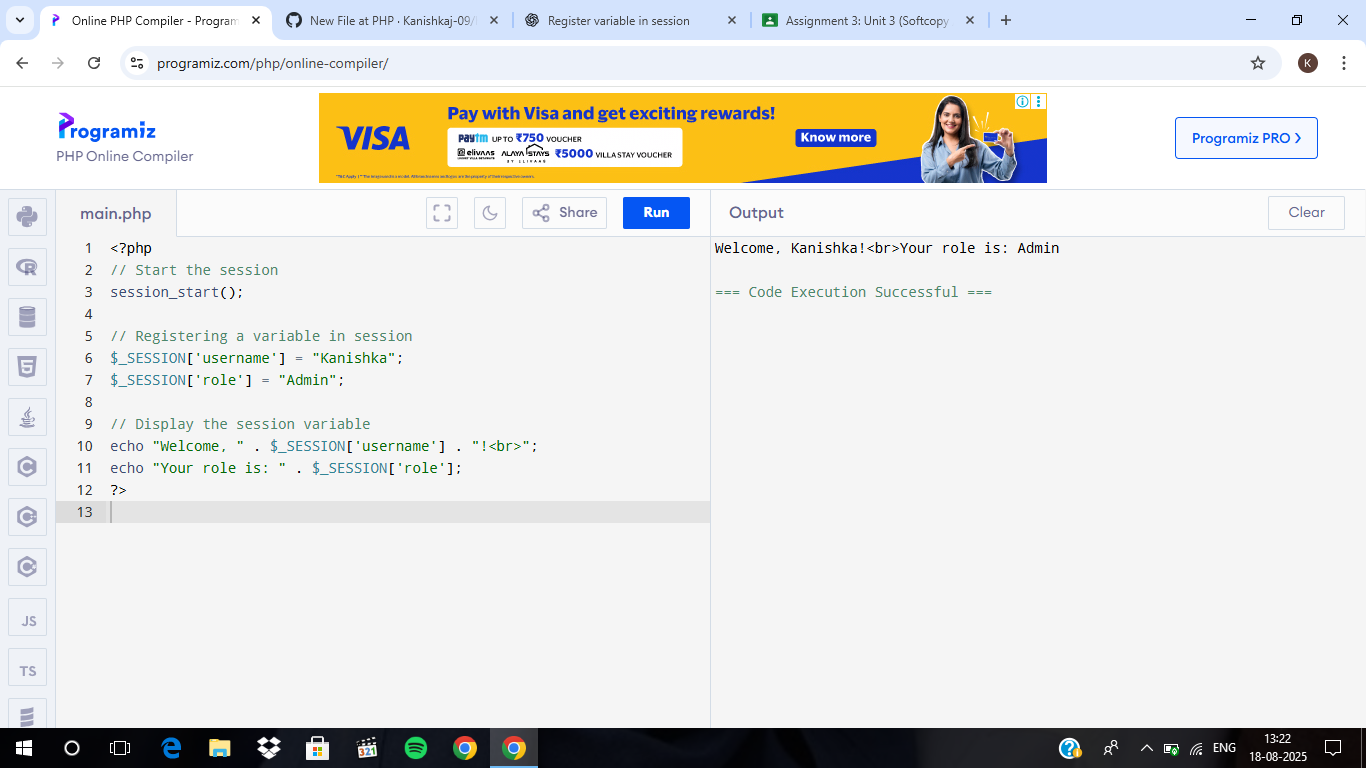 Online PHP Compiler - Program
New File at PHP · Kanishkaj-09/
Register variable in session
Assignment 3: Unit 3 (Softcopy
programiz.com/php/online-compiler/
K
Programiz
PHP Online Compiler
VISA
Pay with Visa and get exciting rewards!
paytm UP TO ₹750 VOUCHER
elivaas ALAYA STAYS BY ELIVAAS ₹5000 VILLA STAY VOUCHER
Know more
Programiz PRO >
main.php
Share
Run
Output
Clear
1 <?php
2 // Start the session
3 session_start();
4
5 // Registering a variable in session
6 $_SESSION['username'] = "Kanishka";
7 $_SESSION['role'] = "Admin";
8
9 // Display the session variable
10 echo "Welcome, " . $_SESSION['username'] . "!<br>";
11 echo "Your role is: " . $_SESSION['role'];
12 ?>
13
Welcome, Kanishka!<br>Your role is: Admin
=== Code Execution Successful ===
JS
TS
321
ENG
13:22
18-08-2025